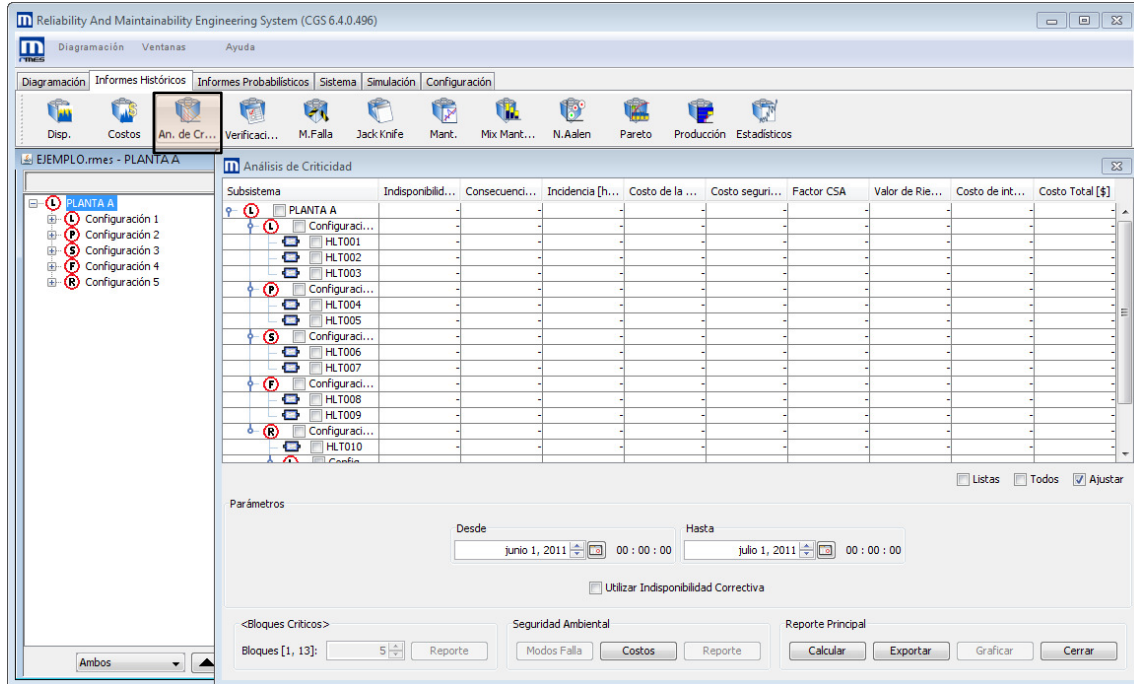 Reliability And Maintainability Engineering System (CGS 6.4.0.496)
rmes Diagramación Ventanas Ayuda
Diagramación Informes Históricos Informes Probabilísticos Sistema Simulación Configuración
Disp. Costos An. de Cr... Verificaci... M.Falla Jack Knife Mant. Mix Mant... N.Aalen Pareto Producción Estadísticos
EJEMPLO.rmes - PLANTA A
PLANTA A
L Configuración 1
P Configuración 2
S Configuración 3
F Configuración 4
R Configuración 5
Ambos
Análisis de Criticidad
Subsistema Indisponibilid... Consecuenci... Incidencia [h... Costo de la ... Costo seguri... Factor CSA Valor de Rie... Costo de int... Costo Total [$]
L PLANTA A - - - - - - - - -
L Configuraci... - - - - - - - - -
HLT001 - - - - - - - - -
HLT002 - - - - - - - - -
HLT003 - - - - - - - - -
P Configuraci... - - - - - - - - -
HLT004 - - - - - - - - -
HLT005 - - - - - - - - -
S Configuraci... - - - - - - - - -
HLT006 - - - - - - - - -
HLT007 - - - - - - - - -
F Configuraci... - - - - - - - - -
HLT008 - - - - - - - - -
HLT009 - - - - - - - - -
R Configuraci... - - - - - - - - -
HLT010 - - - - - - - - -
Listas Todos Ajustar
Parámetros
Desde Hasta
junio 1, 2011 00 : 00 : 00 julio 1, 2011 00 : 00 : 00
Utilizar Indisponibilidad Correctiva
<Bloques Criticos> Seguridad Ambiental Reporte Principal
Bloques [1, 13]: 5 Reporte Modos Falla Costos Reporte Calcular Exportar Graficar Cerrar